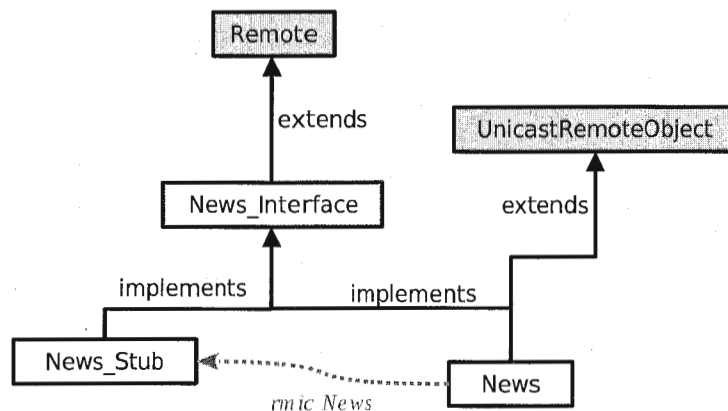 Remote
extends
UnicastRemoteObject
News_Interface
extends
implements
implements
News_Stub
News
rmic News